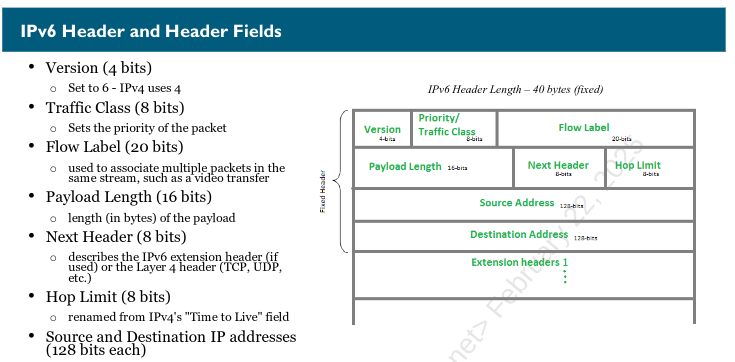 IPv6 Header and Header Fields
• Version (4 bits)
o Set to 6 - IPv4 uses 4
• Traffic Class (8 bits)
o Sets the priority of the packet
• Flow Label (20 bits)
o used to associate multiple packets in the
same stream, such as a video transfer
• Payload Length (16 bits)
o length (in bytes) of the payload
• Next Header (8 bits)
o describes the IPv6 extension header (if
used) or the Layer 4 header (TCP, UDP,
etc.)
• Hop Limit (8 bits)
o renamed from IPv4's "Time to Live" field
• Source and Destination IP addresses
(128 bits each)
IPv6 Header Length – 40 bytes (fixed)
Fixed Header
Version
4-bits
Priority/
Traffic Class
8-bits
Flow Label
20-bits
Payload Length 16-bits
Next Header
8-bits
Hop Limit
8-bits
Source Address 128-bits
Destination Address 128-bits
Extension headers 1
net> February 22, 2025